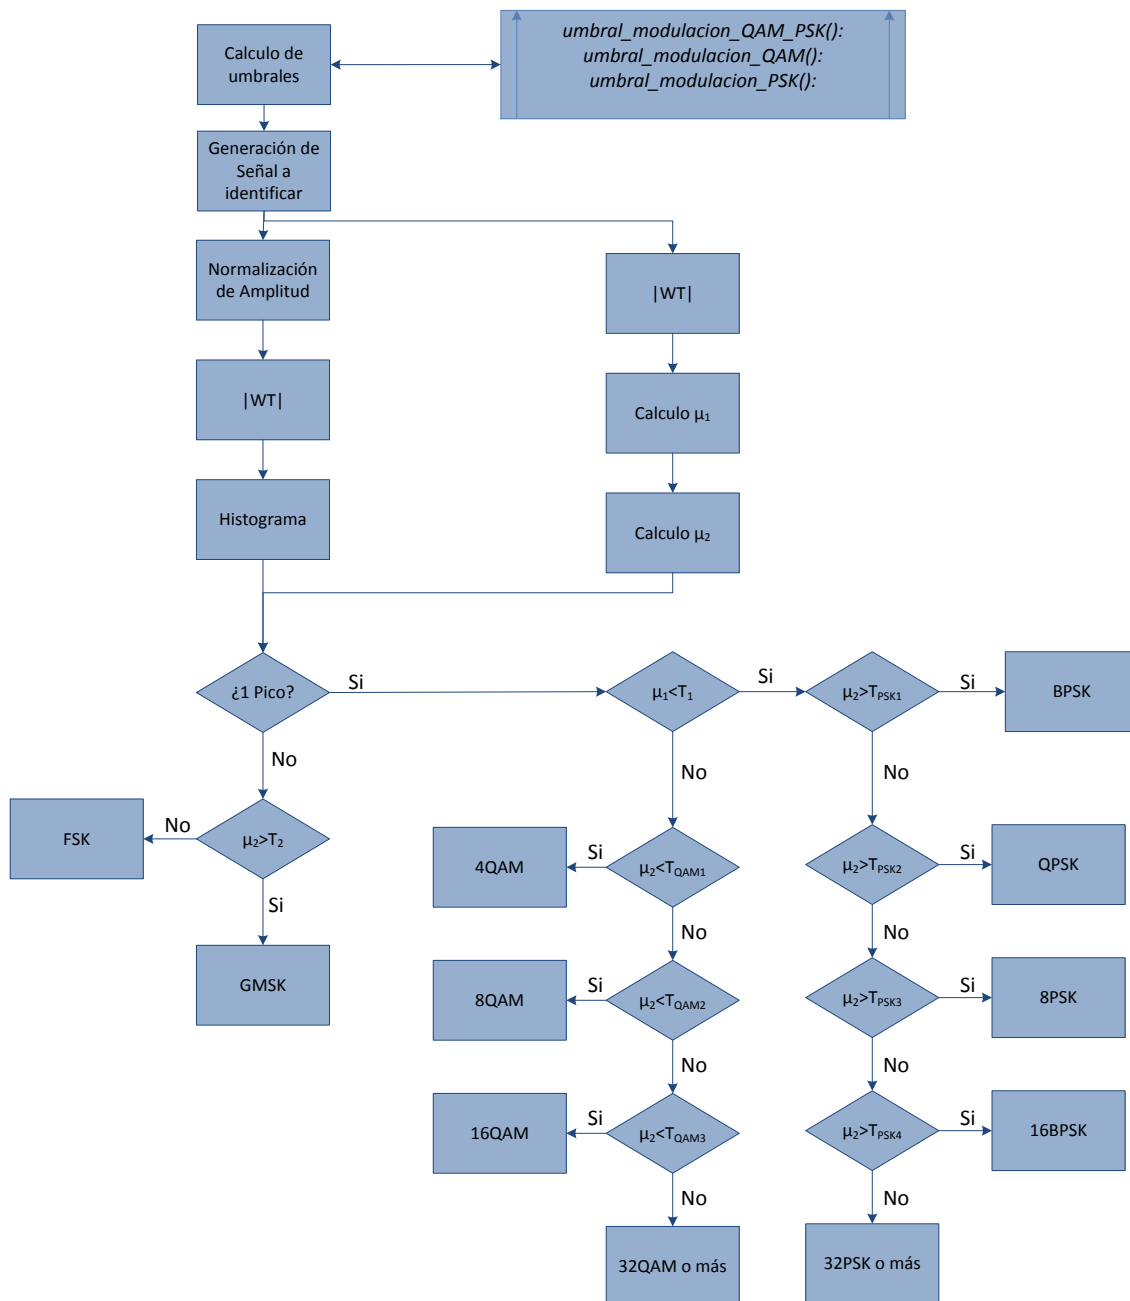 Calculo de
umbrales
umbral_modulacion_QAM_PSK():
umbral_modulacion_QAM():
umbral_modulacion_PSK():
Generación de
Señal a
identificar
Normalización
de Amplitud
|WT|
|WT|
Calculo µ₁
Histograma
Calculo µ₂
¿1 Pico?
Si
µ₁<T₁
Si
µ₂>T_PSK1
Si
BPSK
No
No
No
FSK
No
µ₂>T₂
Si
GMSK
4QAM
Si
µ₂<T_QAM1
µ₂>T_PSK2
Si
QPSK
No
No
8QAM
Si
µ₂<T_QAM2
µ₂>T_PSK3
Si
8PSK
No
No
16QAM
Si
µ₂<T_QAM3
µ₂>T_PSK4
Si
16BPSK
No
No
32QAM o más
32PSK o más